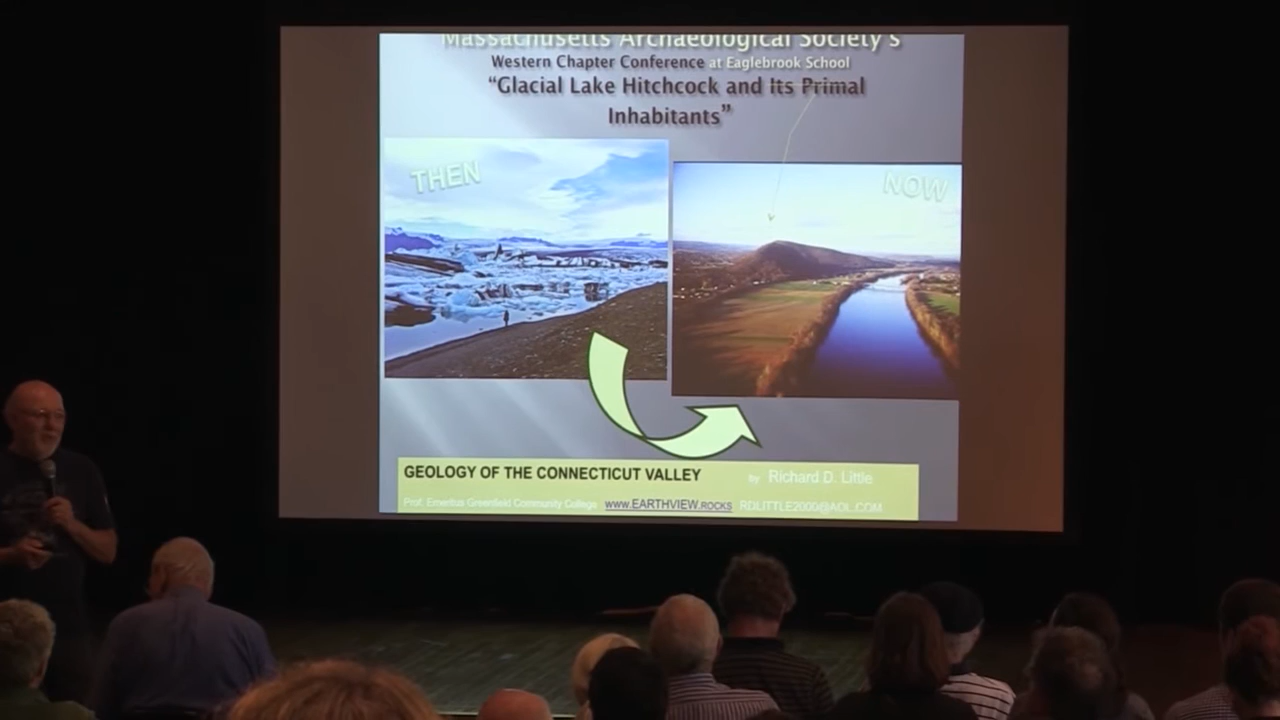 Massachusetts Archaeological Society's
Western Chapter Conference at Eaglebrook School
“Glacial Lake Hitchcock and Its Primal
Inhabitants”
THEN
NOW
GEOLOGY OF THE CONNECTICUT VALLEY by Richard D. Little
Prof. Emeritus Greenfield Community College www.EARTHVIEW.ROCKS RDLITTLE2000@AOL.COM